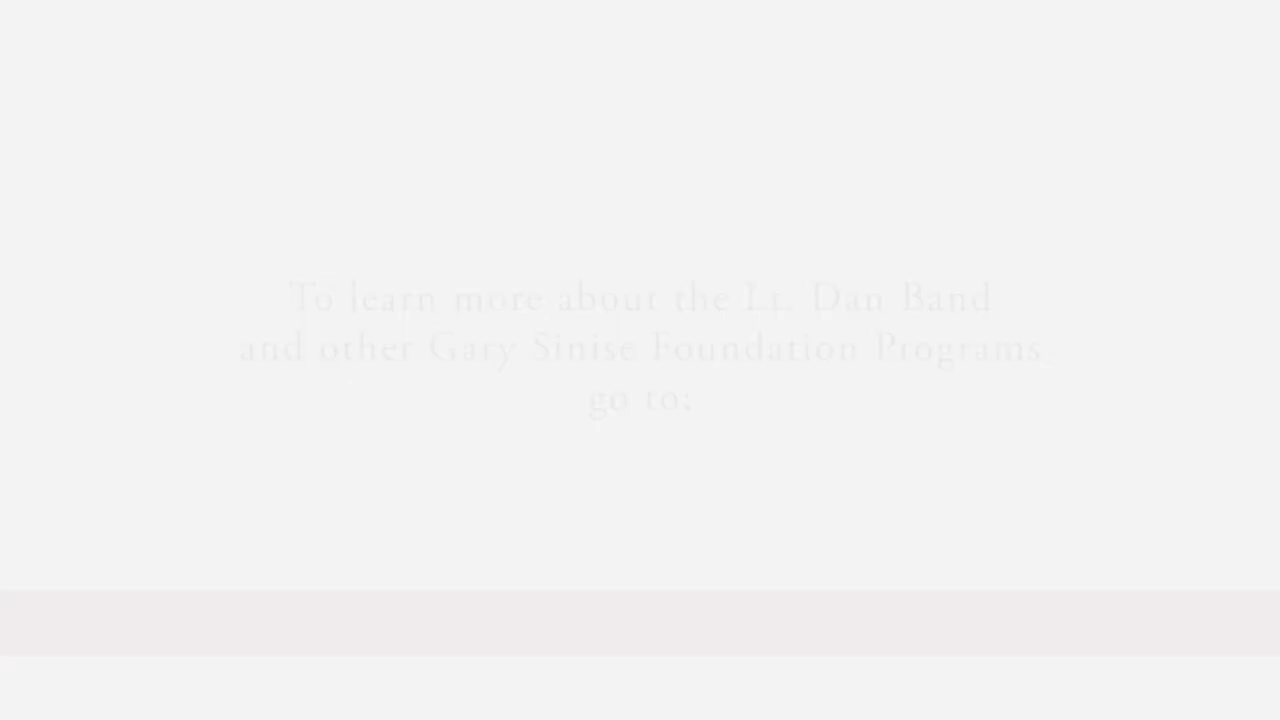 To learn more about the Lt. Dan Band
and other Gary Sinise Foundation Programs
go to: